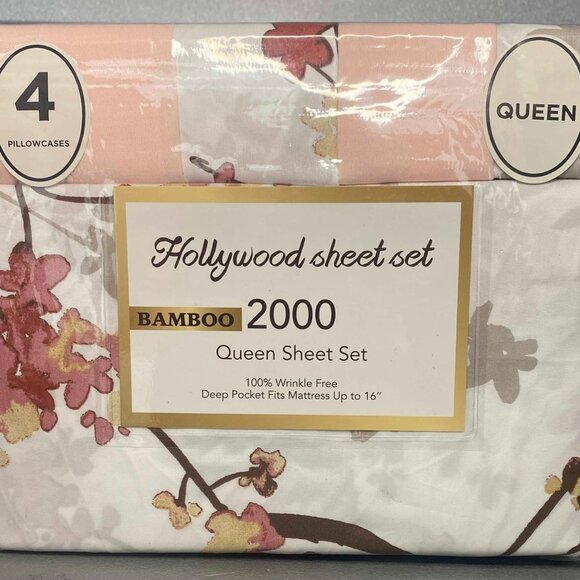 4
PILLOWCASES
QUEEN
Hollywood sheet set
BAMBOO 2000
Queen Sheet Set
100% Wrinkle Free
Deep Pocket Fits Mattress Up to 16"